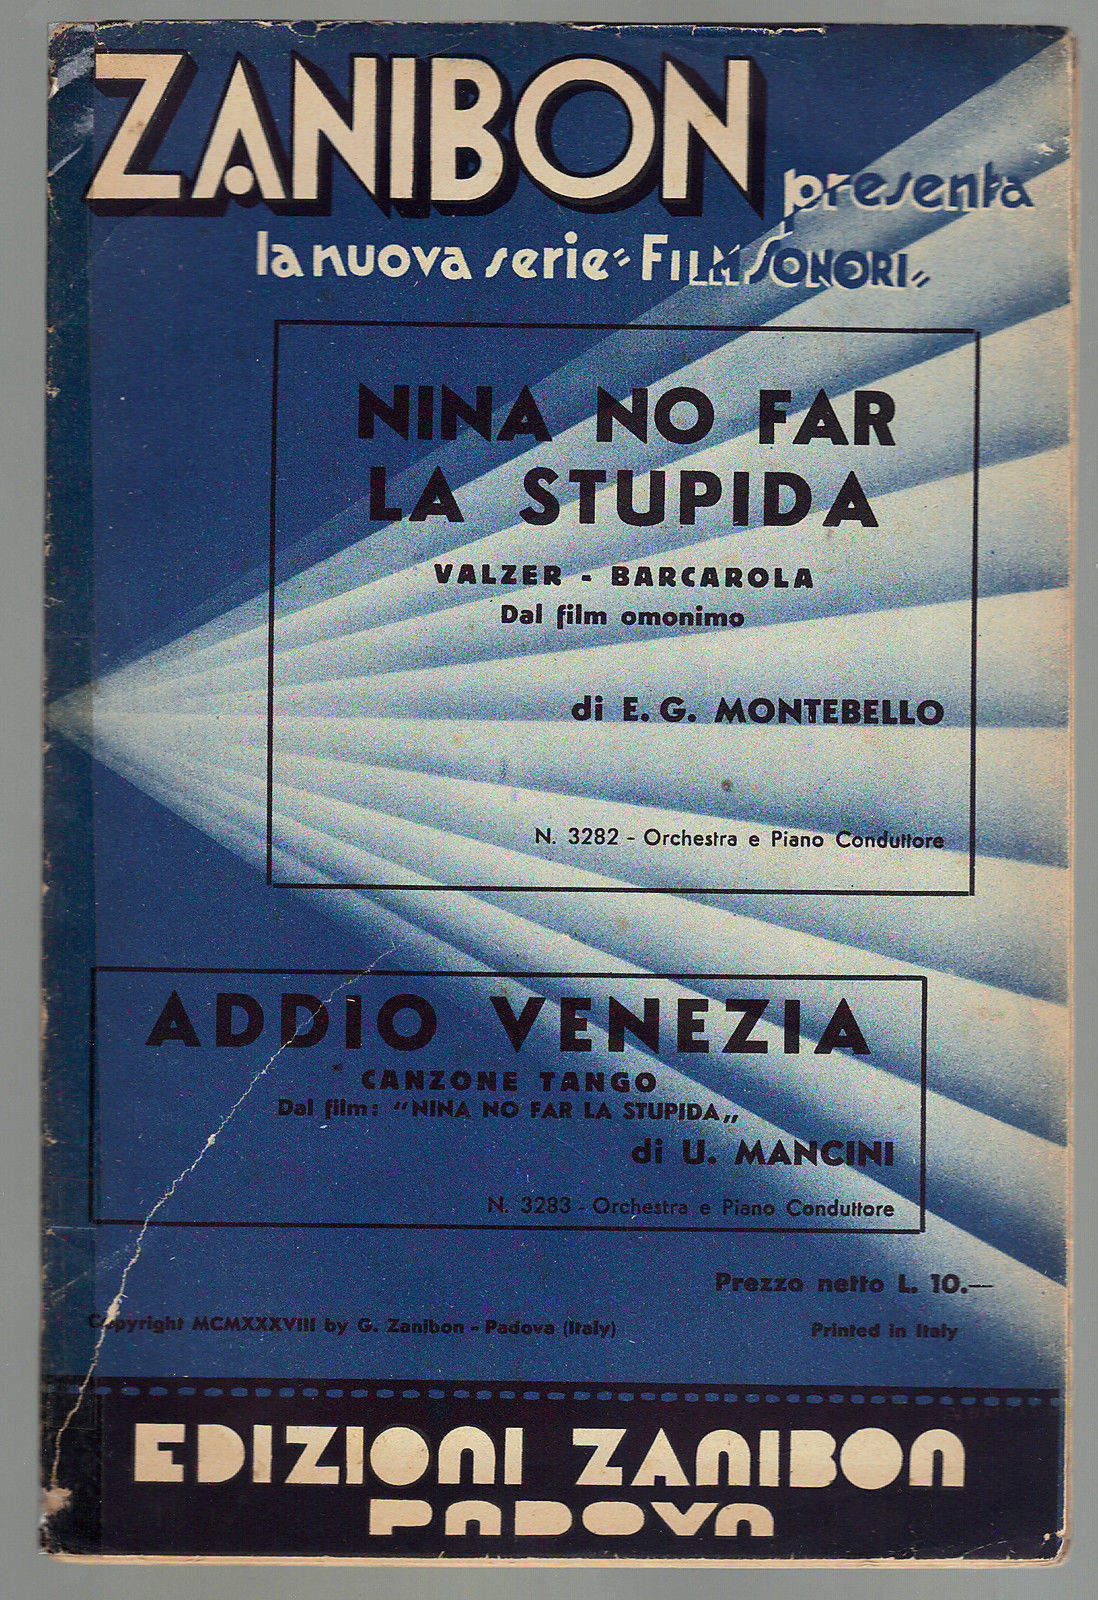 ZANIBON
presenta
la nuova serie "FILM SONORI"
NINA NO FAR
LA STUPIDA
VALZER - BARCAROLA
Dal film omonimo
di E. G. MONTEBELLO
N. 3282 - Orchestra e Piano Conduttore
ADDIO VENEZIA
CANZONE TANGO
Dal film: "NINA NO FAR LA STUPIDA„
di U. MANCINI
N. 3283 - Orchestra e Piano Conduttore
Prezzo netto L. 10.—
Copyright MCMXXXVIII by G. Zanibon - Padova (Italy)
Printed in Italy
EDIZIONI ZANIBON
PADOVA